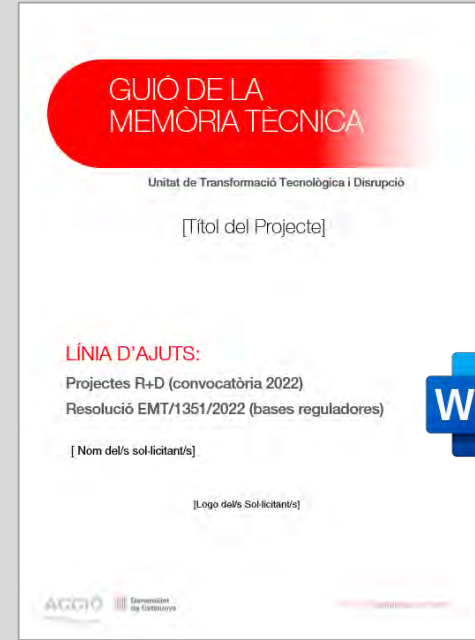 GUIÓ DE LA
MEMÒRIA TÈCNICA
Unitat de Transformació Tecnològica i Disrupció
[Títol del Projecte]
LÍNIA D'AJUTS:
Projectes R+D (convocatòria 2022)
Resolució EMT/1351/2022 (bases reguladores)
W
[ Nom del/s sol·licitant/s]
[Logo del/s Sol·licitant/s]
ACCIÓ
Generalitat
de Catalunya